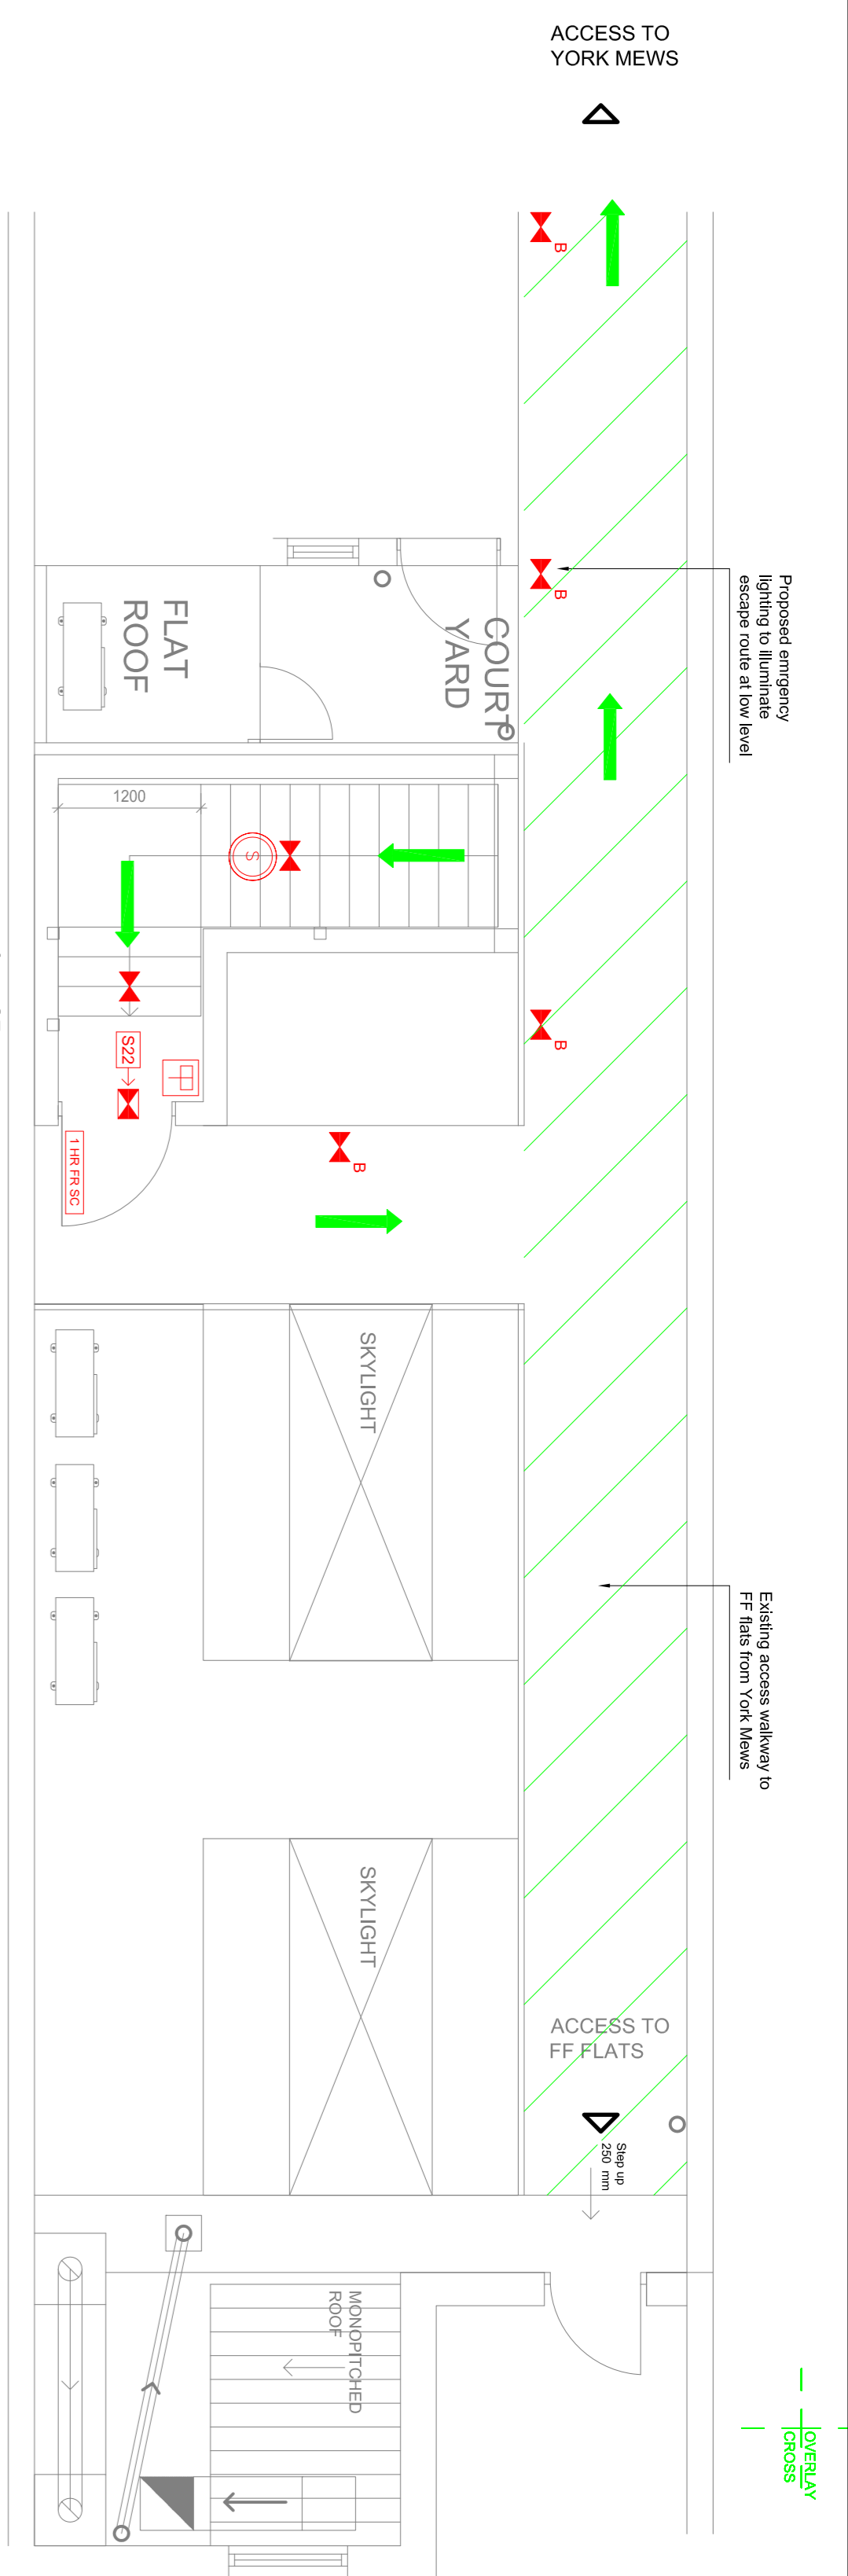 ACCESS TO
YORK MEWS
B
Proposed emrgency
lighting to illuminate
escape route at low level
B
FLAT
ROOF
COURT
YARD
1200
S
B
S22
1 HR FR SC
B
SKYLIGHT
Existing access walkway to
FF flats from York Mews
SKYLIGHT
ACCESS TO
FF FLATS
Step up
250 mm
MONOPITCHED
ROOF
OVERLAY
CROSS